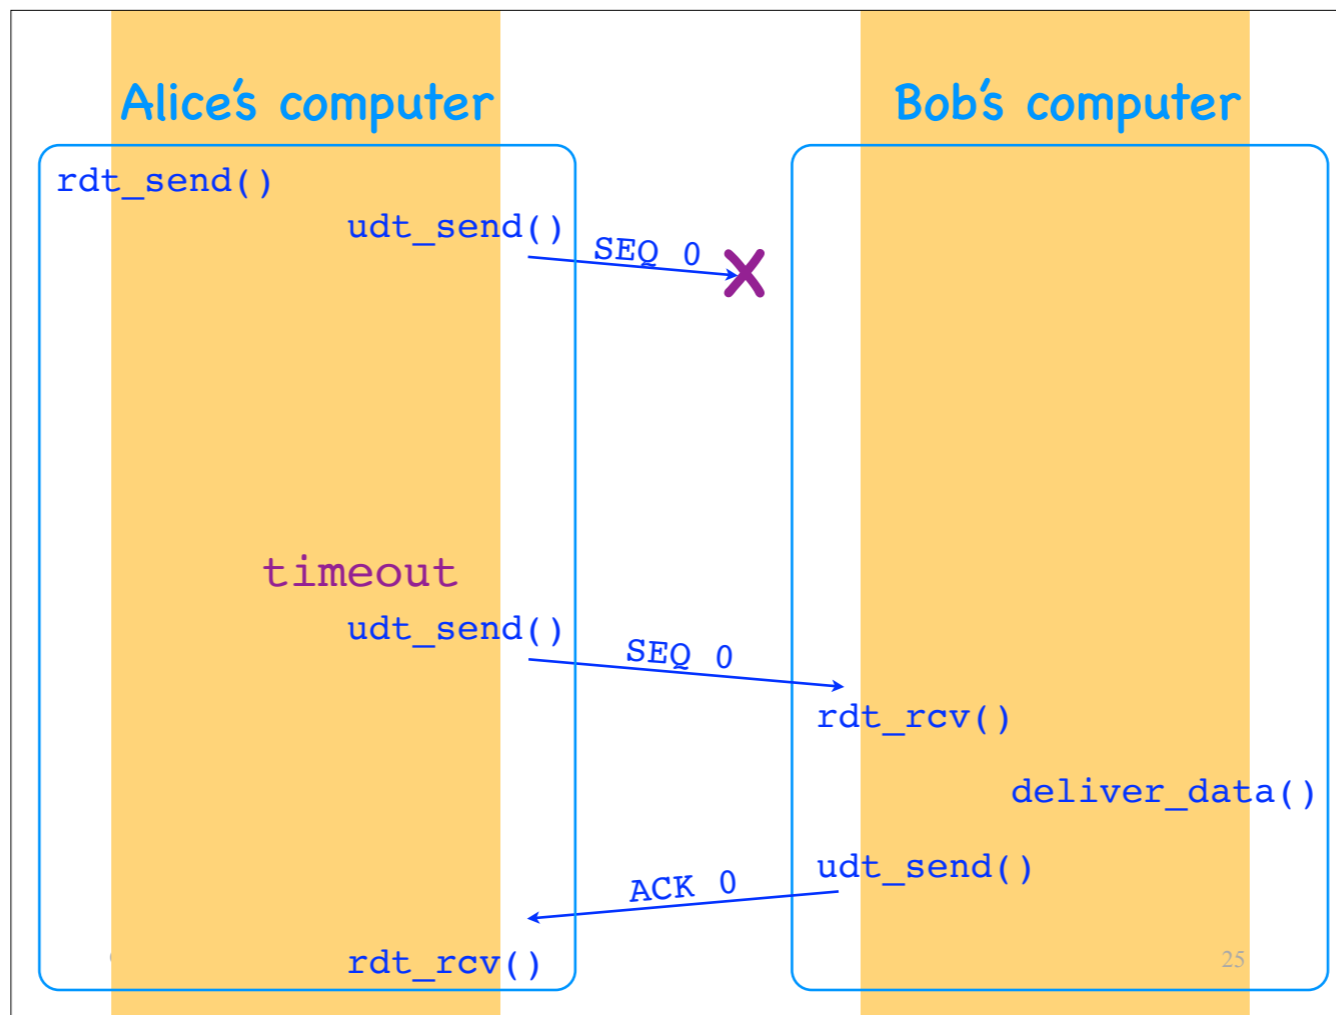 Alice's computer
Bob's computer
rdt_send()
udt_send()
SEQ 0
X
timeout
udt_send()
SEQ 0
rdt_rcv()
deliver_data()
udt_send()
ACK 0
rdt_rcv()
25